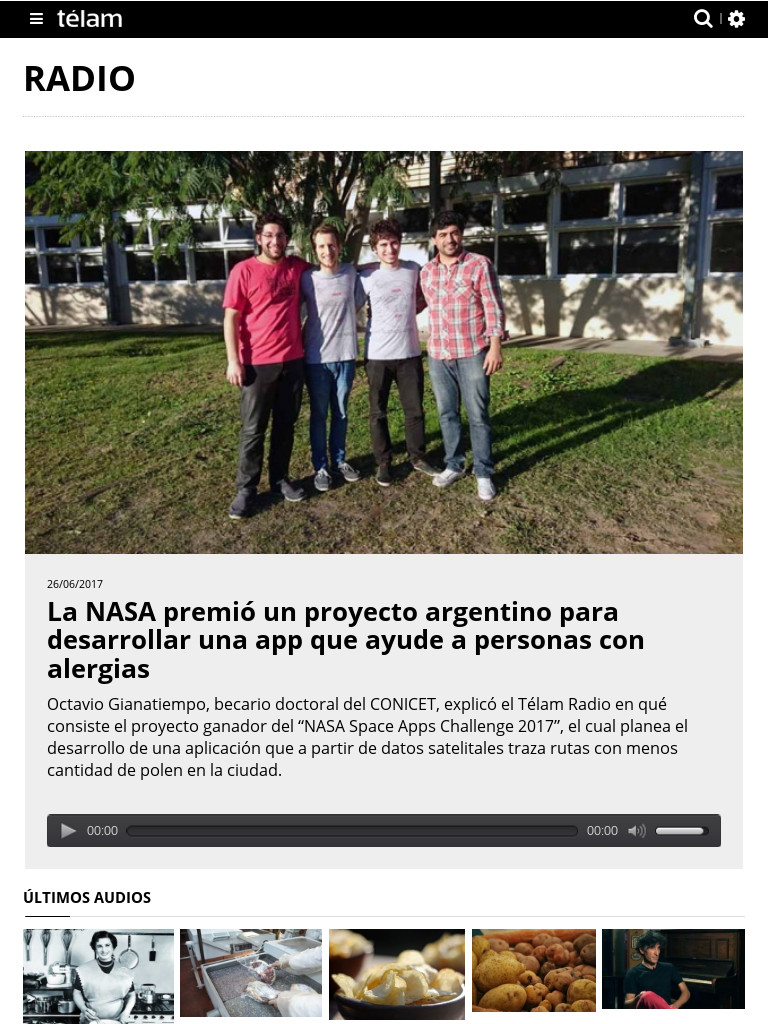 télam
RADIO
26/06/2017
La NASA premió un proyecto argentino para
desarrollar una app que ayude a personas con
alergias
Octavio Gianatiempo, becario doctoral del CONICET, explicó el Télam Radio en qué
consiste el proyecto ganador del “NASA Space Apps Challenge 2017”, el cual planea el
desarrollo de una aplicación que a partir de datos satelitales traza rutas con menos
cantidad de polen en la ciudad.
00:00 00:00
ÚLTIMOS AUDIOS